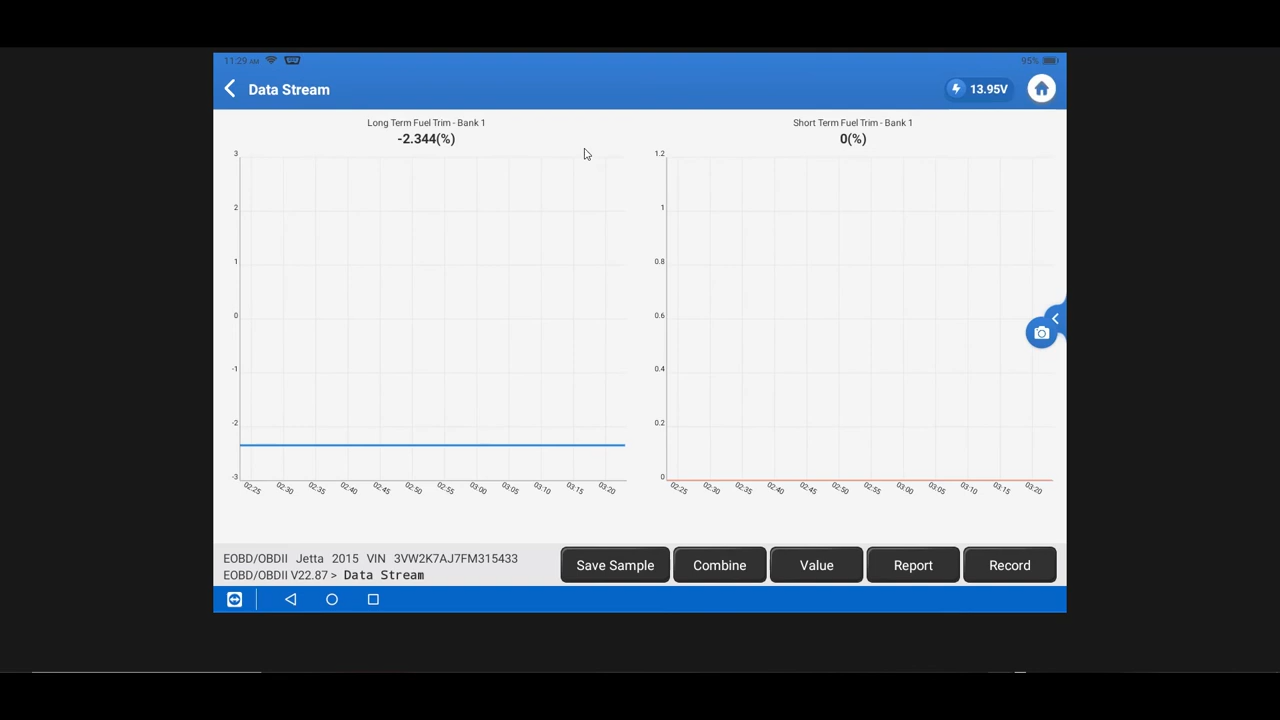 11:29 AM 95%
Data Stream 13.95V
Long Term Fuel Trim - Bank 1
-2.344(%)
3
2
1
0
-1
-2
-3
02:25 02:30 02:35 02:40 02:45 02:50 02:55 03:00 03:05 03:10 03:15 03:20
Short Term Fuel Trim - Bank 1
0(%)
1.2
1
0.8
0.6
0.4
0.2
0
02:25 02:30 02:35 02:40 02:45 02:50 02:55 03:00 03:05 03:10 03:15 03:20
EOBD/OBDII Jetta 2015 VIN 3VW2K7AJ7FM315433
EOBD/OBDII V22.87 > Data Stream
Save Sample Combine Value Report Record